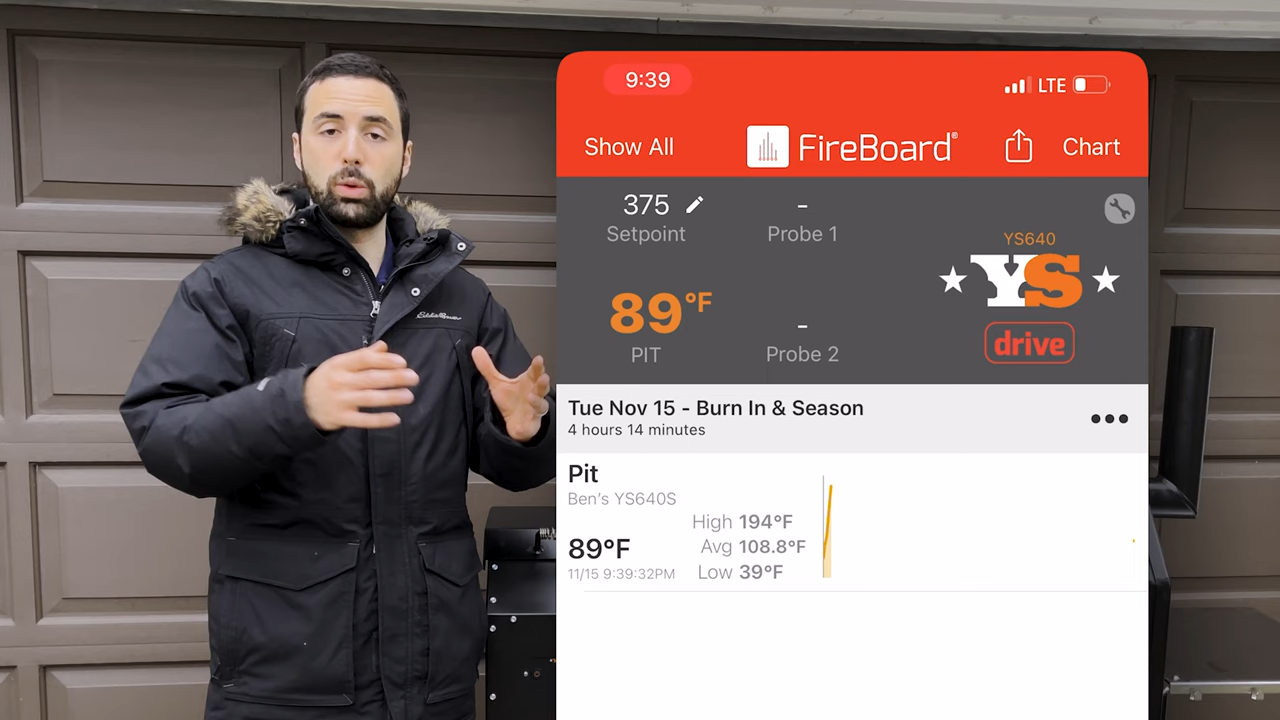 9:39
LTE
Show All
FireBoard®
Chart
375
Setpoint
-
Probe 1
YS640
YS
drive
89°F
PIT
-
Probe 2
Tue Nov 15 - Burn In & Season
4 hours 14 minutes
Pit
Ben's YS640S
High 194°F
Avg 108.8°F
Low 39°F
89°F
11/15 9:39:32PM
Eddie Bauer